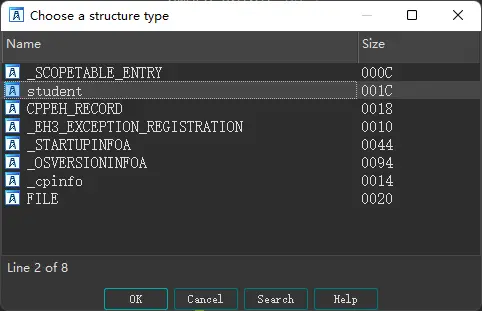 Choose a structure type
Name Size
_SCOPETABLE_ENTRY 000C
student 001C
CPPEH_RECORD 0018
_EH3_EXCEPTION_REGISTRATION 0010
_STARTUPINFOA 0044
_OSVERSIONINFOA 0094
_cpinfo 0014
FILE 0020
Line 2 of 8
OK Cancel Search Help